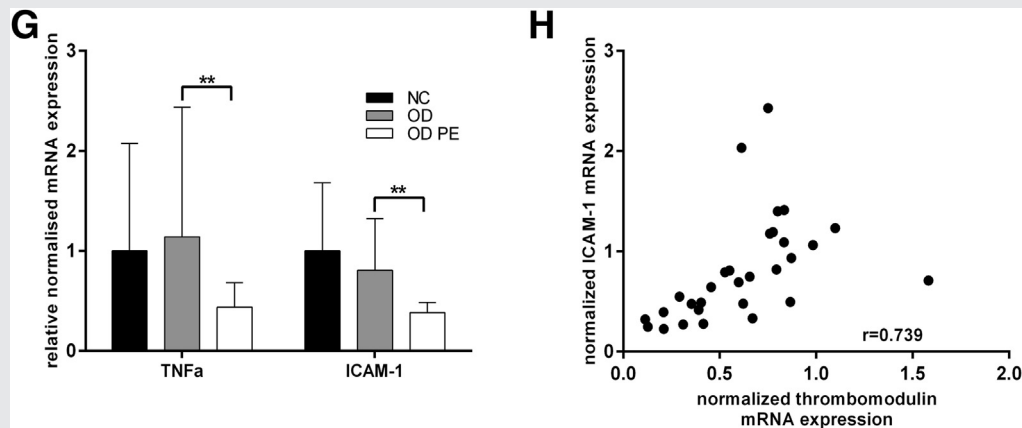 G
relative normalised mRNA expression
3
2
1
0
**
**
NC
OD
OD PE
TNFa
ICAM-1
H
normalized ICAM-1 mRNA expression
3
2
1
0
r=0.739
0.0
0.5
1.0
1.5
2.0
normalized thrombomodulin
mRNA expression